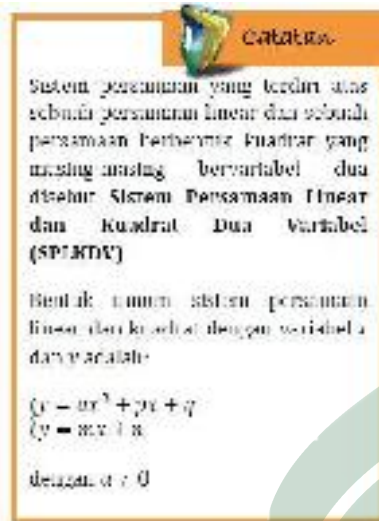 Catatan
Sistem persamaan yang terdiri atas
sebuah persamaan linear dan sebuah
persamaan berbentuk kuadrat yang
masing-masing bervariabel dua
disebut Sistem Persamaan Linear
dan Kuadrat Dua Variabel
(SPLKDV)
Bentuk umum sistem persamaan
linear dan kuadrat dengan variabel x
dan y adalah:
{y = ax² + px + q
{y = mx + n
dengan a ≠ 0